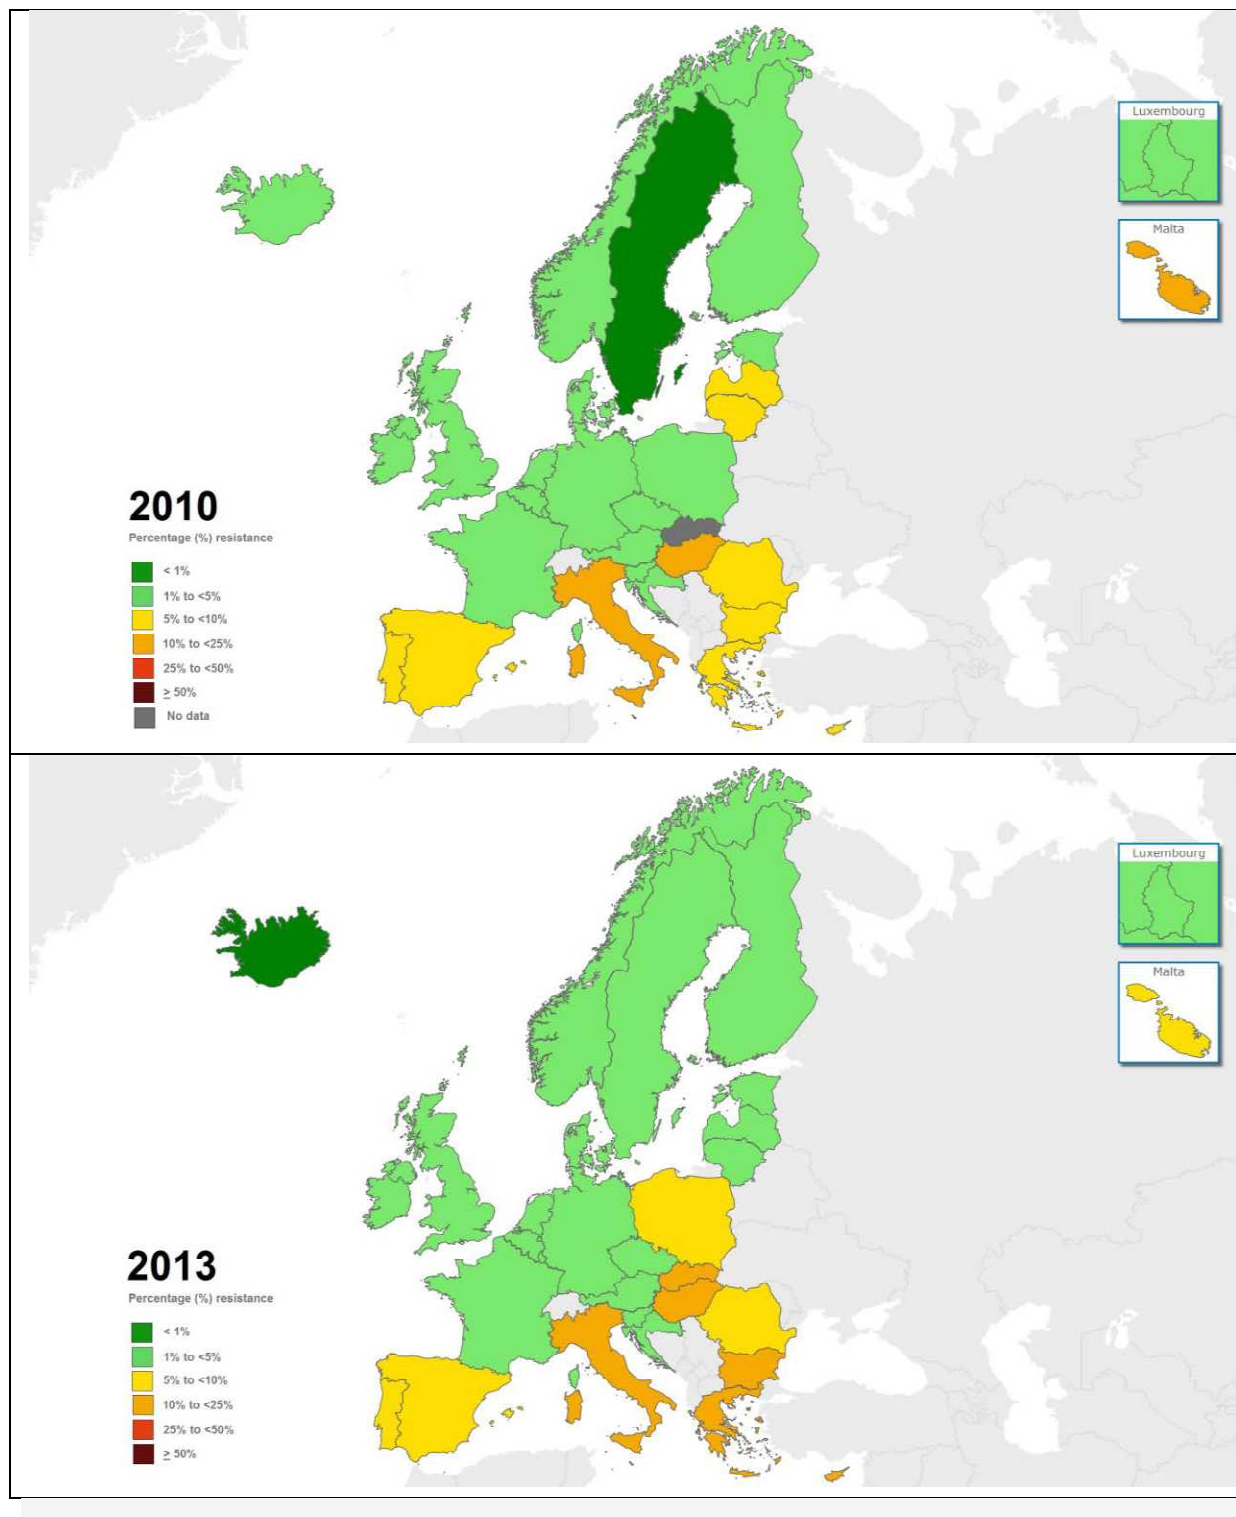 Luxembourg
Malta
2010
Percentage (%) resistance
< 1%
1% to <5%
5% to <10%
10% to <25%
25% to <50%
≥ 50%
No data
Luxembourg
Malta
2013
Percentage (%) resistance
< 1%
1% to <5%
5% to <10%
10% to <25%
25% to <50%
≥ 50%